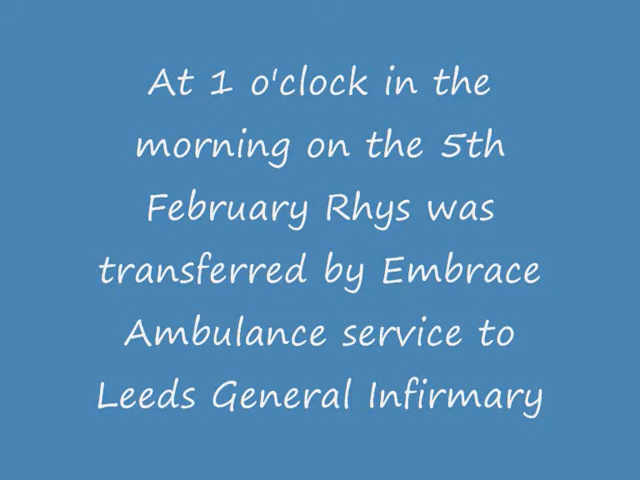 At 1 o'clock in the
morning on the 5th
February Rhys was
transferred by Embrace
Ambulance service to
Leeds General Infirmary